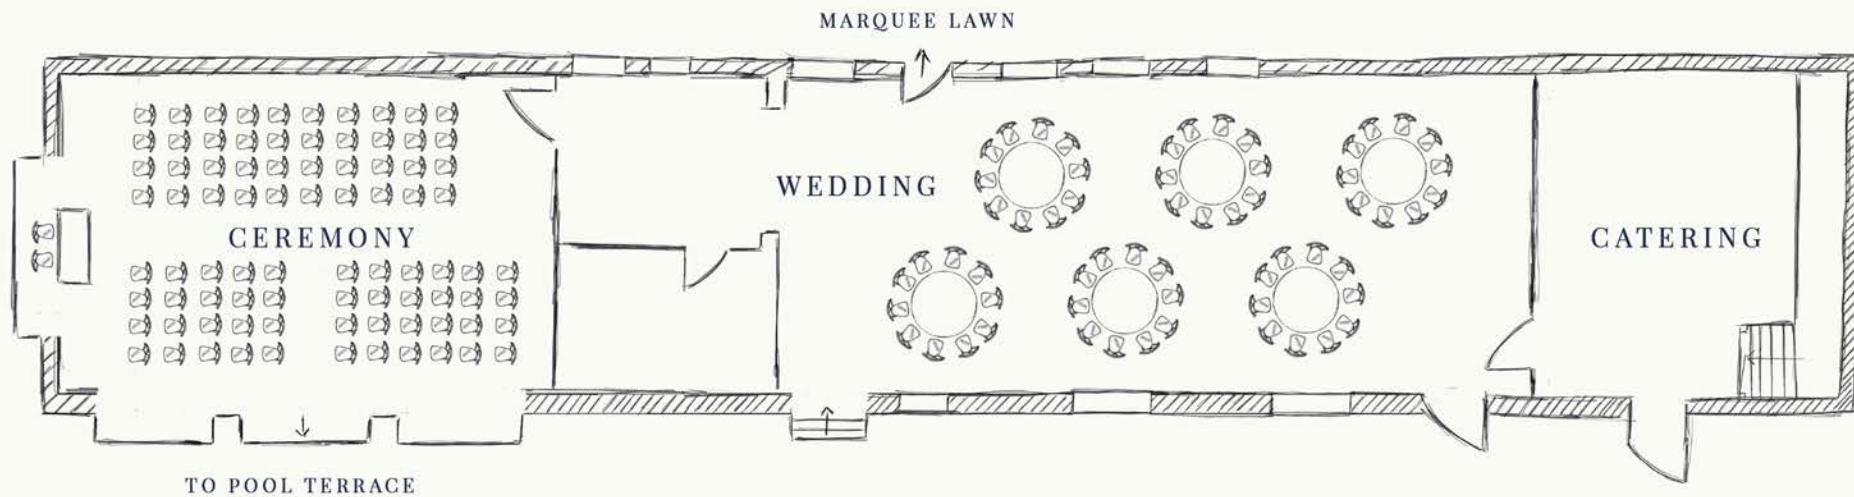 MARQUEE LAWN
WEDDING
CEREMONY
CATERING
TO POOL TERRACE